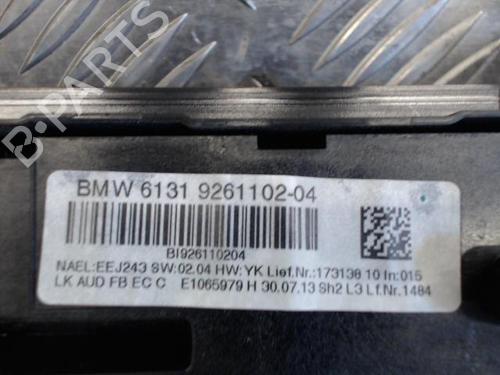 B-PARTS
BMW 6131 9261102-04
BI926110204
NAEL:EEJ243 SW:02.04 HW:YK Lief.Nr.:173138 10 In:015
LK AUD FB EC C E1065979 H 30.07.13 Sh2 L3 Lf.Nr.1484